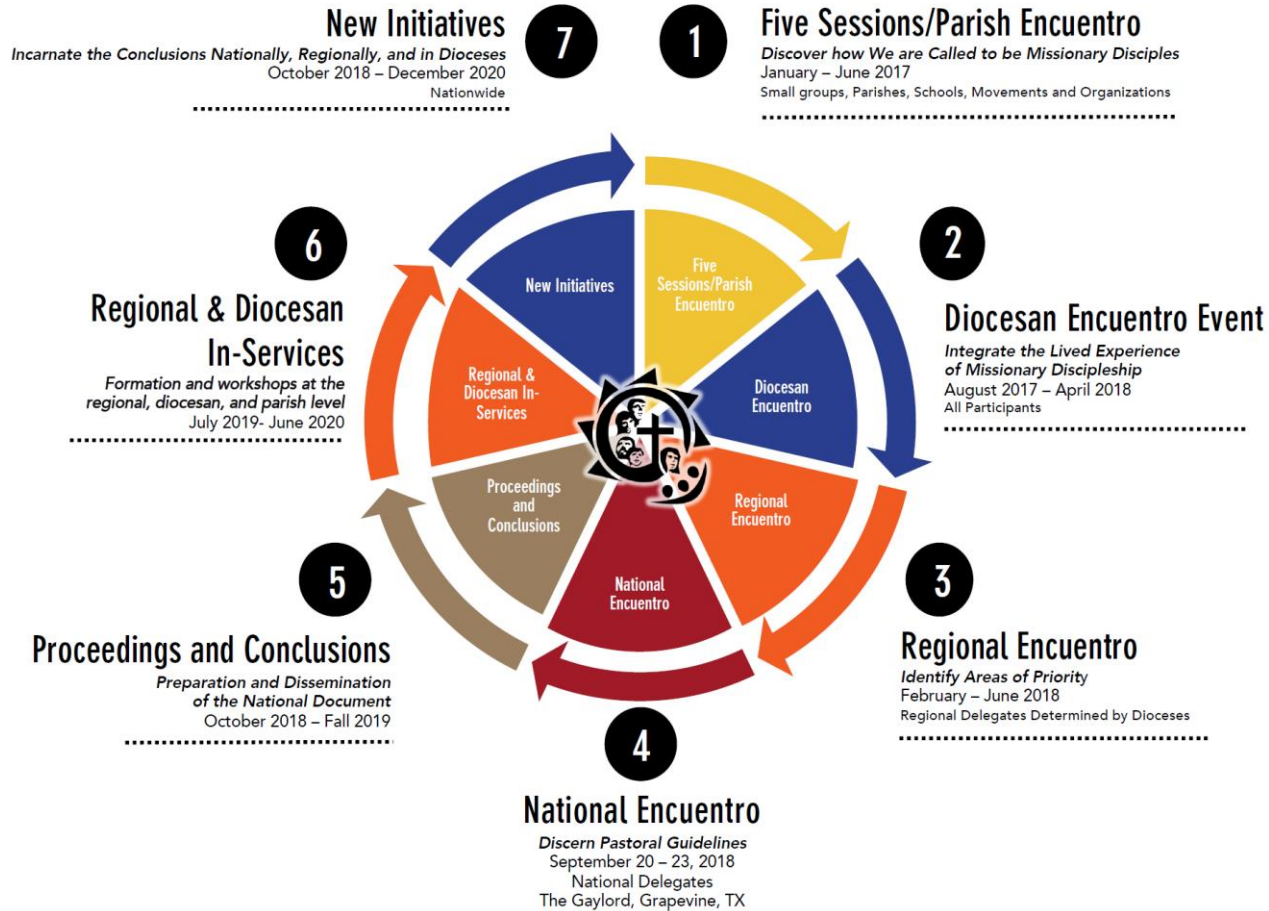 New Initiatives
Incarnate the Conclusions Nationally, Regionally, and in Dioceses
October 2018 – December 2020
Nationwide
7
1
Five Sessions/Parish Encuentro
Discover how We are Called to be Missionary Disciples
January – June 2017
Small groups, Parishes, Schools, Movements and Organizations
2
Diocesan Encuentro Event
Integrate the Lived Experience
of Missionary Discipleship
August 2017 – April 2018
All Participants
3
Regional Encuentro
Identify Areas of Priority
February – June 2018
Regional Delegates Determined by Dioceses
4
National Encuentro
Discern Pastoral Guidelines
September 20 – 23, 2018
National Delegates
The Gaylord, Grapevine, TX
5
Proceedings and Conclusions
Preparation and Dissemination
of the National Document
October 2018 – Fall 2019
6
Regional & Diocesan
In-Services
Formation and workshops at the
regional, diocesan, and parish level
July 2019- June 2020
New Initiatives
Five
Sessions/Parish
Encuentro
Diocesan
Encuentro
Regional
Encuentro
National
Encuentro
Proceedings
and
Conclusions
Regional &
Diocesan In-
Services